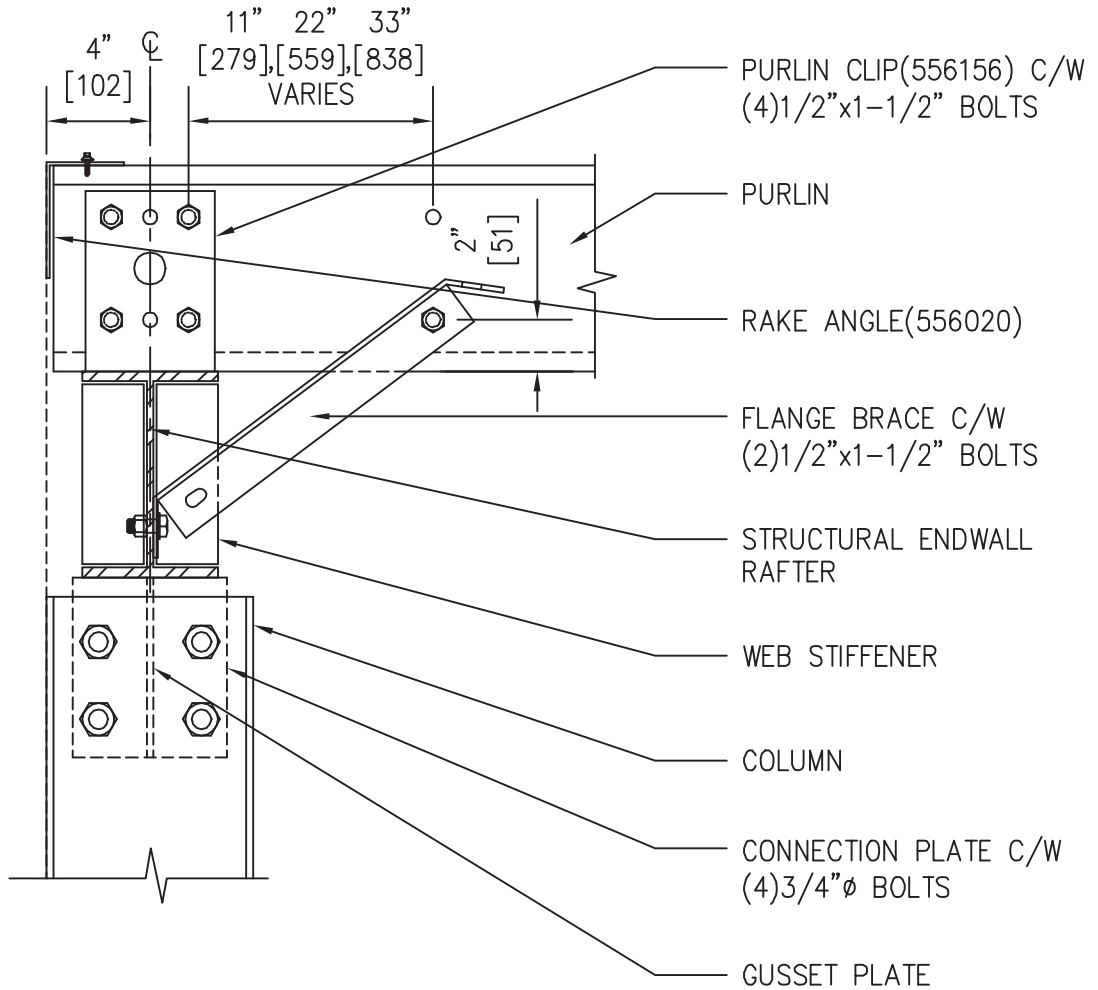 11” 22” 33”
4” ℄
[279],[559],[838]
[102]
VARIES
PURLIN CLIP(556156) C/W
(4)1/2”x1-1/2” BOLTS
PURLIN
2”
[51]
RAKE ANGLE(556020)
FLANGE BRACE C/W
(2)1/2”x1-1/2” BOLTS
STRUCTURAL ENDWALL
RAFTER
WEB STIFFENER
COLUMN
CONNECTION PLATE C/W
(4)3/4”ø BOLTS
GUSSET PLATE